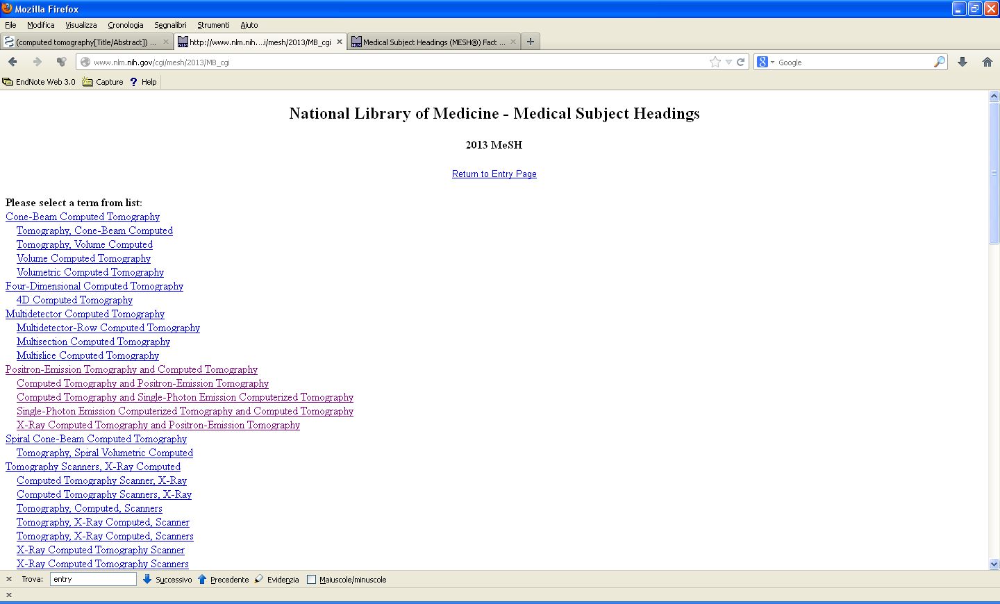 Mozilla Firefox
File Modifica Visualizza Cronologia Segnalibri Strumenti Aiuto
(computed tomography[Title/Abstract]) ... http://www.nlm.nih....i/mesh/2013/MB_cgi Medical Subject Headings (MESH®) Fact ...
www.nlm.nih.gov/cgi/mesh/2013/MB_cgi Google
EndNote Web 3.0 Capture ? Help
National Library of Medicine - Medical Subject Headings
2013 MeSH
Return to Entry Page
Please select a term from list:
Cone-Beam Computed Tomography
Tomography, Cone-Beam Computed
Tomography, Volume Computed
Volume Computed Tomography
Volumetric Computed Tomography
Four-Dimensional Computed Tomography
4D Computed Tomography
Multidetector Computed Tomography
Multidetector-Row Computed Tomography
Multisection Computed Tomography
Multislice Computed Tomography
Positron-Emission Tomography and Computed Tomography
Computed Tomography and Positron-Emission Tomography
Computed Tomography and Single-Photon Emission Computerized Tomography
Single-Photon Emission Computerized Tomography and Computed Tomography
X-Ray Computed Tomography and Positron-Emission Tomography
Spiral Cone-Beam Computed Tomography
Tomography, Spiral Volumetric Computed
Tomography Scanners, X-Ray Computed
Computed Tomography Scanner, X-Ray
Computed Tomography Scanners, X-Ray
Tomography, Computed, Scanners
Tomography, X-Ray Computed, Scanner
Tomography, X-Ray Computed, Scanners
X-Ray Computed Tomography Scanner
X-Ray Computed Tomography Scanners
Trova: entry Successivo Precedente Evidenzia Maiuscole/minuscole